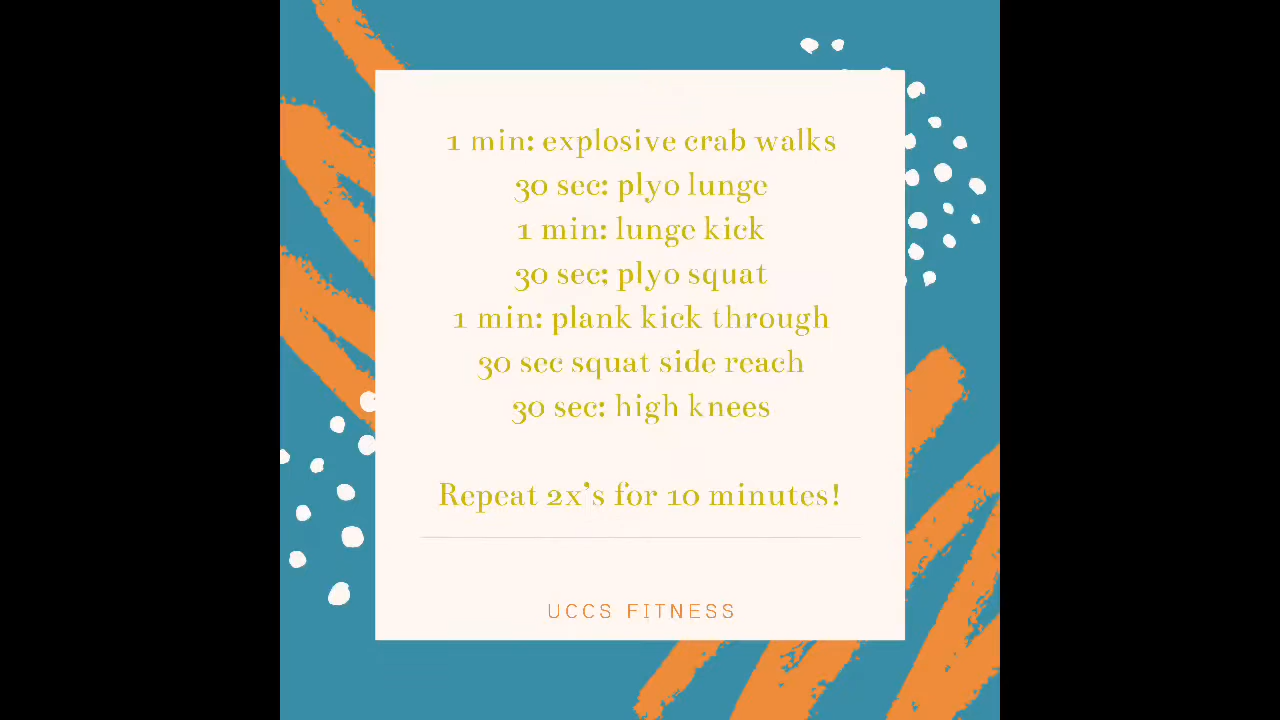 1 min: explosive crab walks
30 sec: plyo lunge
1 min: lunge kick
30 sec: plyo squat
1 min: plank kick through
30 sec squat side reach
30 sec: high knees
Repeat 2x's for 10 minutes!
UCCS FITNESS